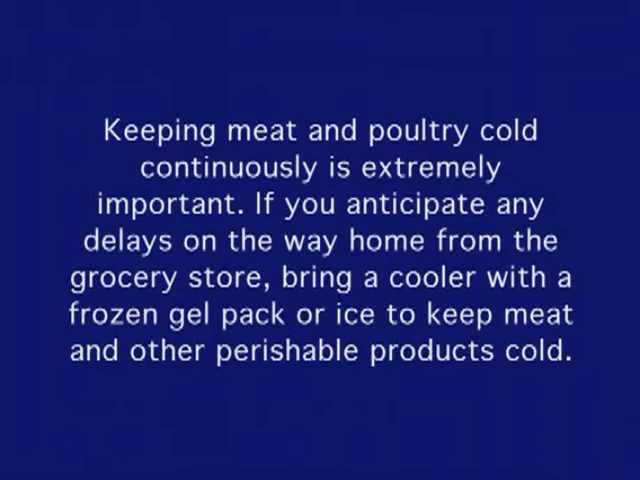 Keeping meat and poultry cold
continuously is extremely
important. If you anticipate any
delays on the way home from the
grocery store, bring a cooler with a
frozen gel pack or ice to keep meat
and other perishable products cold.